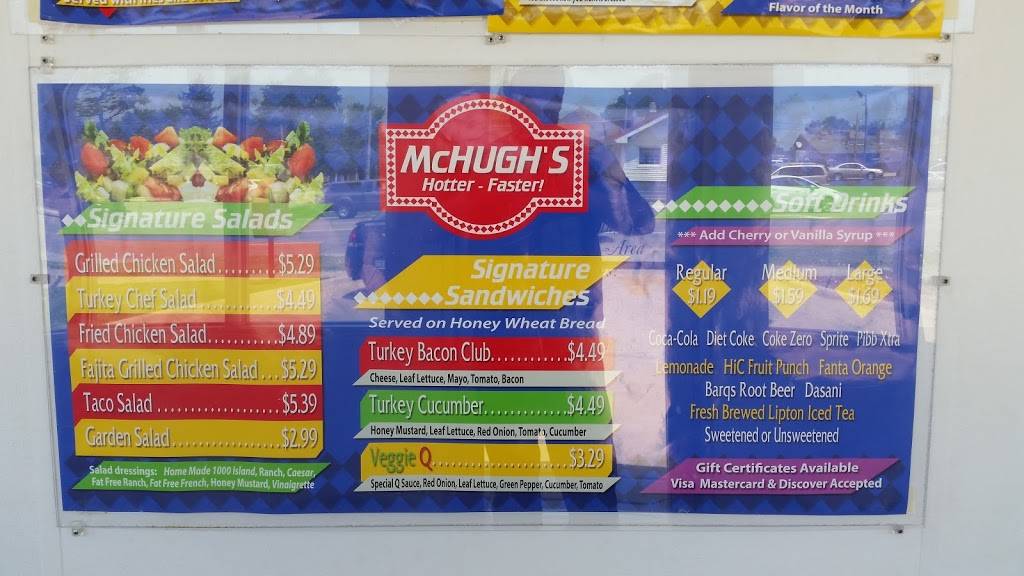 Flavor of the Month
McHUGH'S
Hotter - Faster!
Signature Salads
Grilled Chicken Salad.........$5.29
Turkey Chef Salad..............$4.49
Fried Chicken Salad............$4.89
Fajita Grilled Chicken Salad...$5.29
Taco Salad....................$5.39
Garden Salad..................$2.99
Salad dressings: Home Made 1000 Island, Ranch, Caesar,
Fat Free Ranch, Fat Free French, Honey Mustard, Vinaigrette
Signature
Sandwiches
Served on Honey Wheat Bread
Turkey Bacon Club............$4.49
Cheese, Leaf Lettuce, Mayo, Tomato, Bacon
Turkey Cucumber.............$4.49
Honey Mustard, Leaf Lettuce, Red Onion, Tomato, Cucumber
Veggie Q.....................$3.29
Special Q Sauce, Red Onion, Leaf Lettuce, Green Pepper, Cucumber, Tomato
Soft Drinks
*** Add Cherry or Vanilla Syrup ***
Regular Medium Large
$1.19 $1.59 $1.69
Coca-Cola Diet Coke Coke Zero Sprite Pibb Xtra
Lemonade HiC Fruit Punch Fanta Orange
Barqs Root Beer Dasani
Fresh Brewed Lipton Iced Tea
Sweetened or Unsweetened
Gift Certificates Available
Visa Mastercard & Discover Accepted